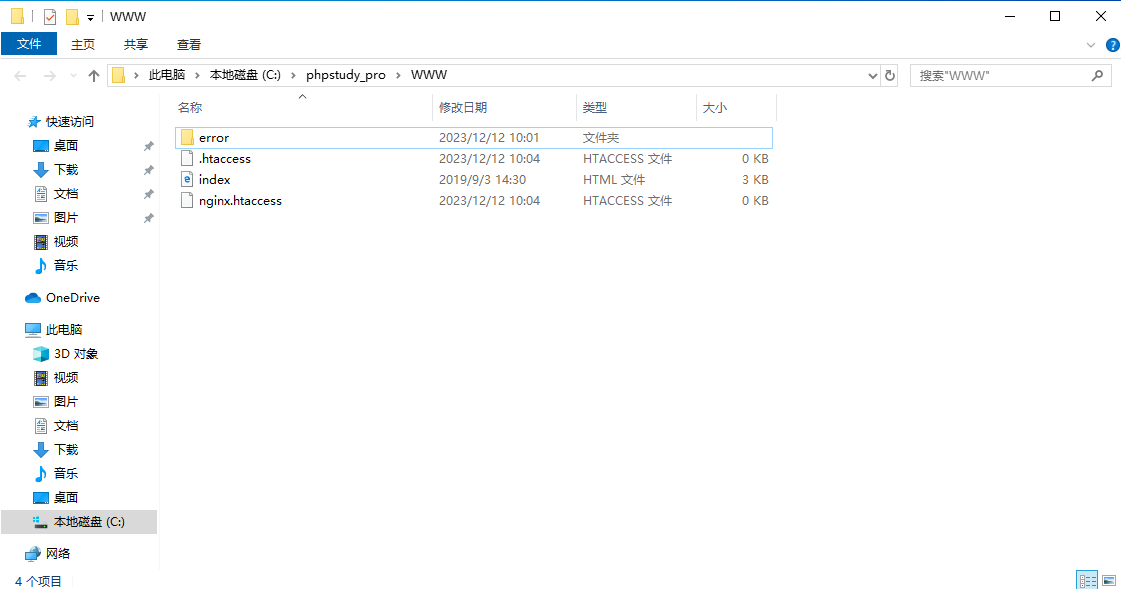 WWW
文件 主页 共享 查看
此电脑 本地磁盘 (C:) phpstudy_pro WWW 搜索"WWW"
名称 修改日期 类型 大小
error 2023/12/12 10:01 文件夹
.htaccess 2023/12/12 10:04 HTACCESS 文件 0 KB
index 2019/9/3 14:30 HTML 文件 3 KB
nginx.htaccess 2023/12/12 10:04 HTACCESS 文件 0 KB
快速访问
桌面
下载
文档
图片
视频
音乐
OneDrive
此电脑
3D 对象
视频
图片
文档
下载
音乐
桌面
本地磁盘 (C:)
网络
4 个项目